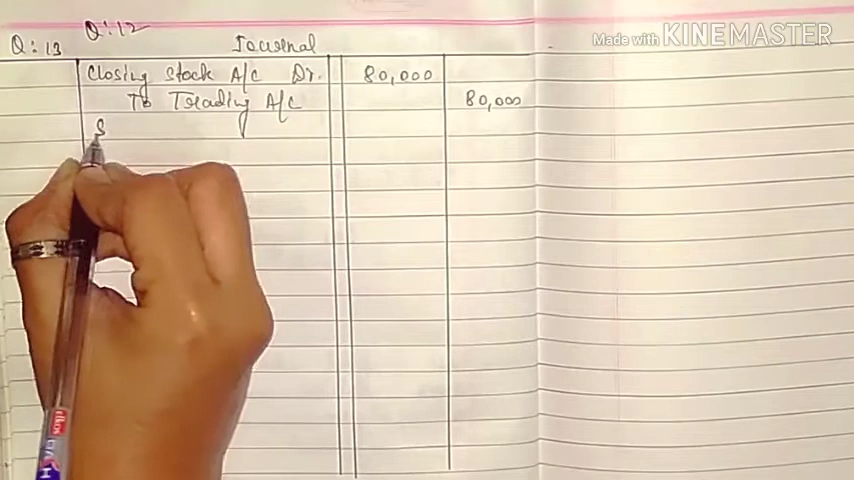 Q:12
Q:13
Journal
Made with KINEMASTER
Closing Stock A/c Dr. 80,000
To Trading A/c 80,000
S